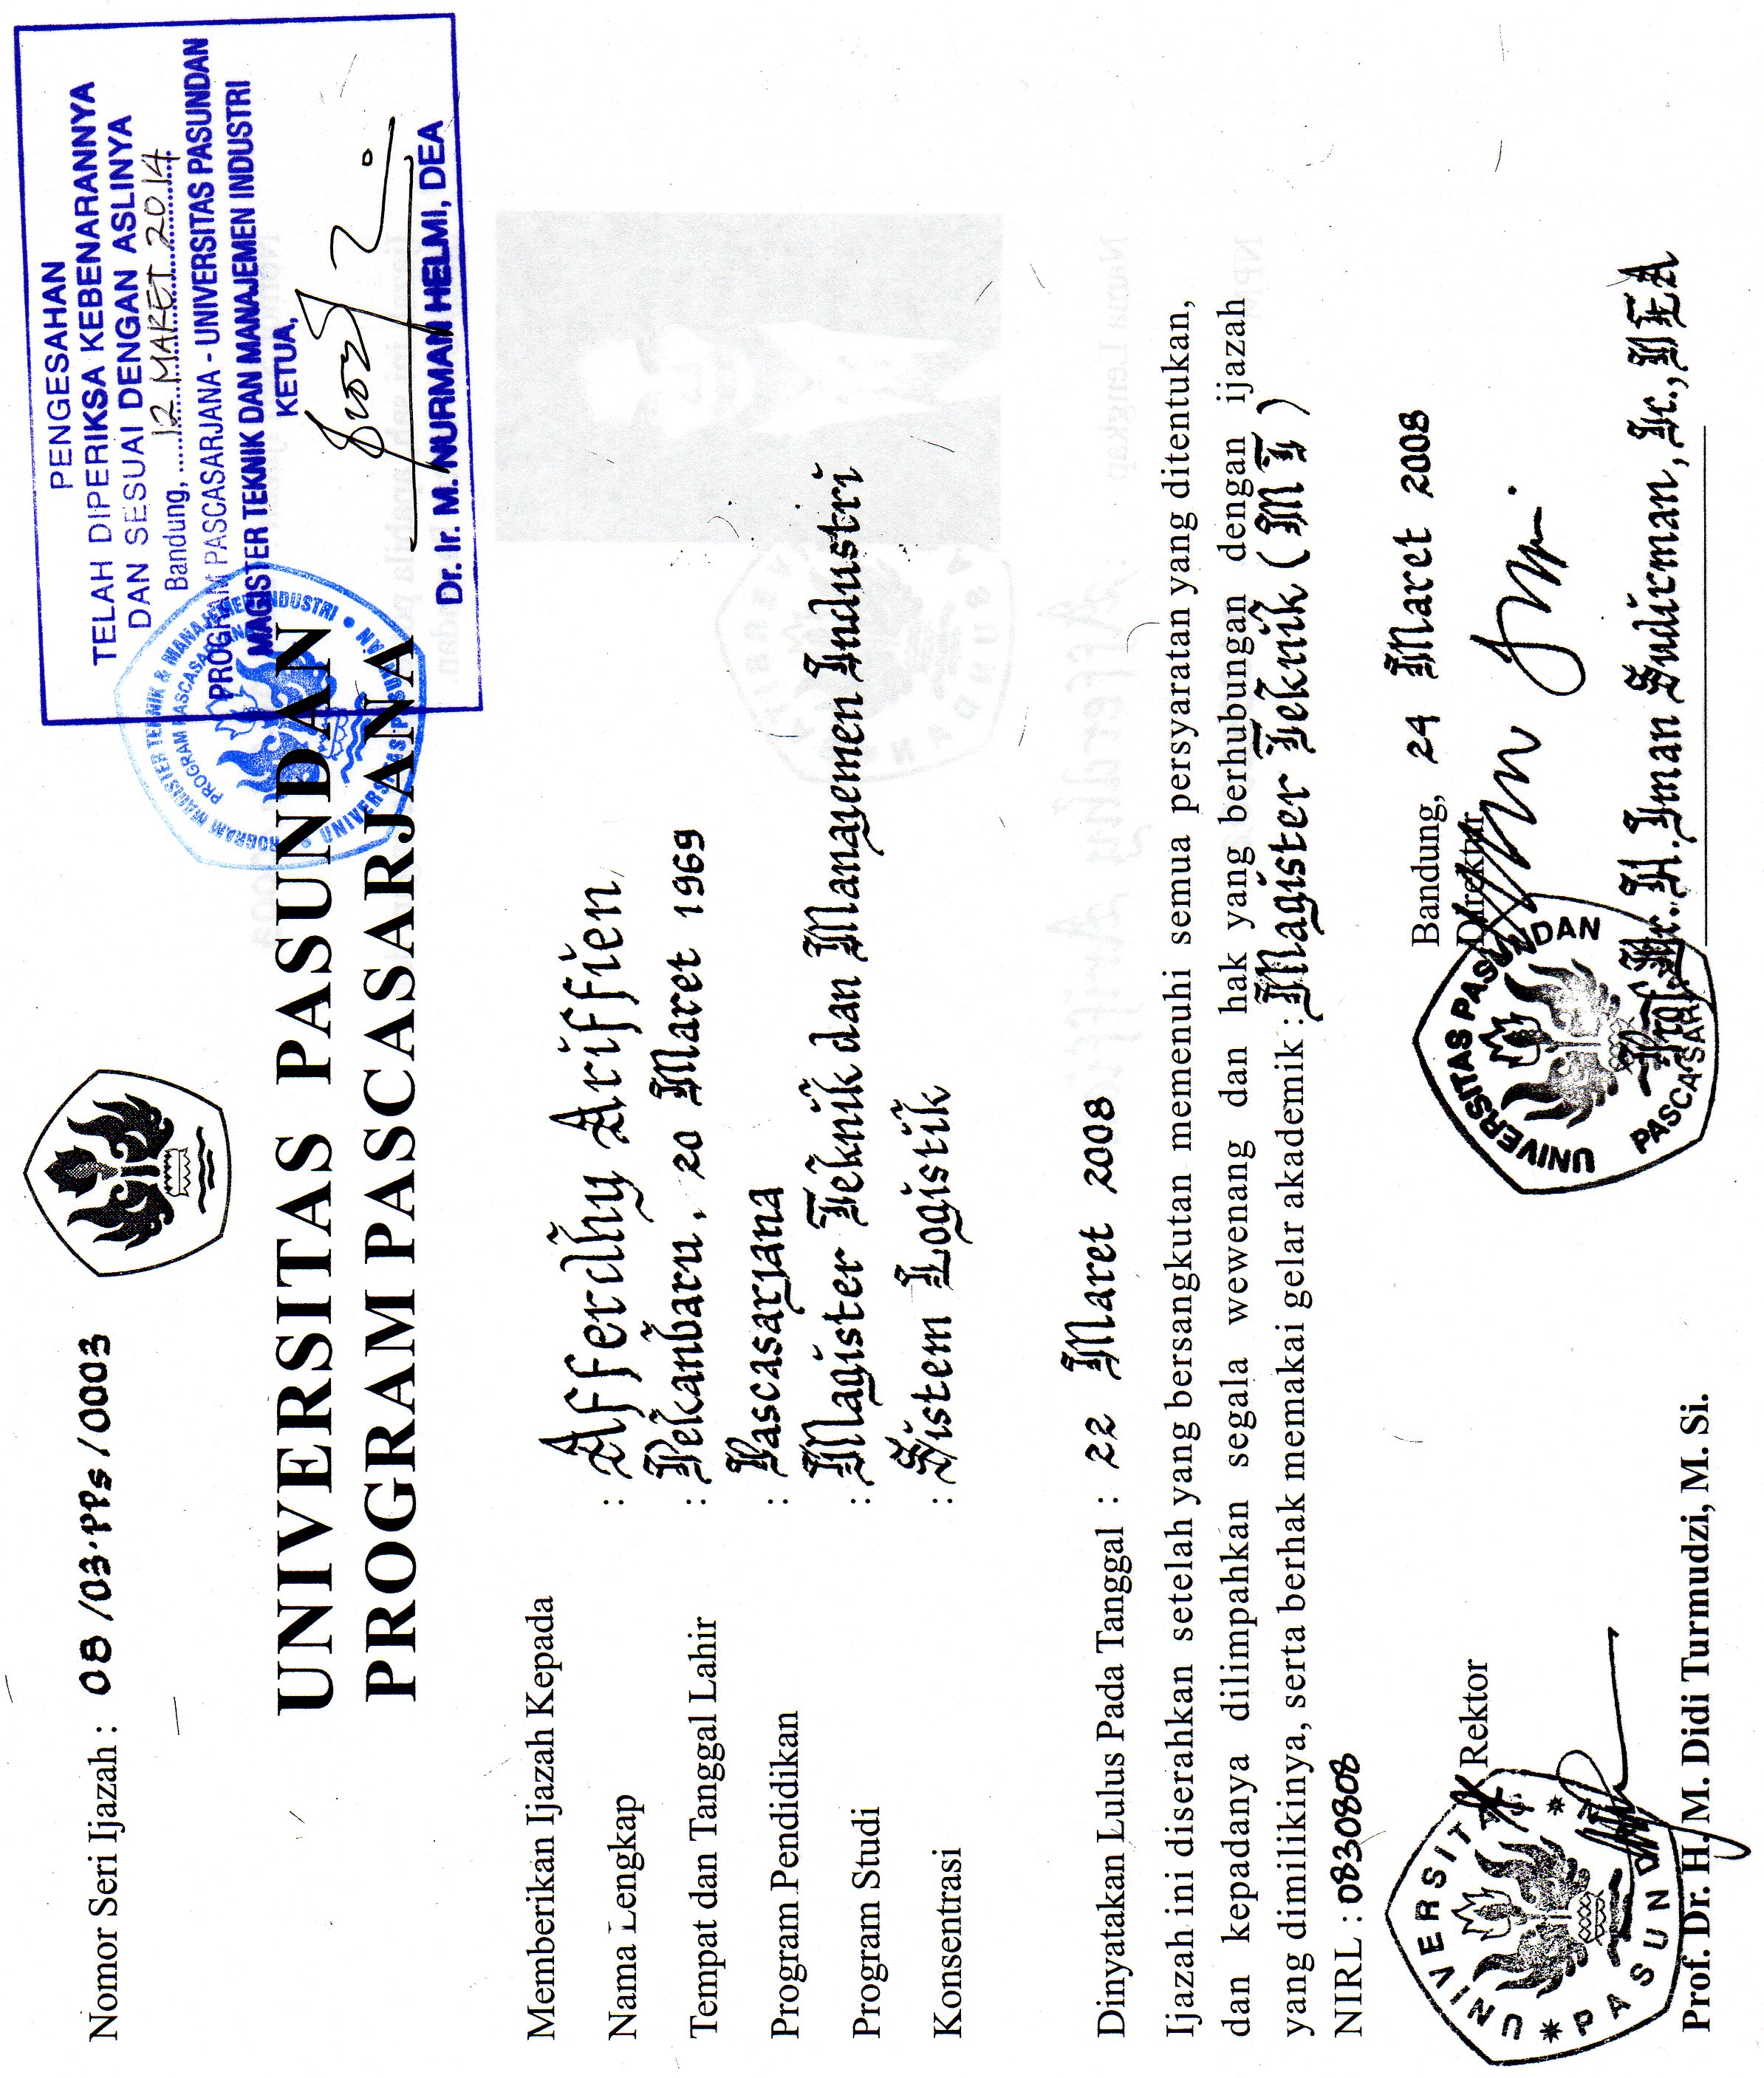 Nomor Seri Ijazah : 08/03·PPs/0003
PENGESAHAN
TELAH DIPERIKSA KEBENARANNYA
DAN SESUAI DENGAN ASLINYA
Bandung, 12 MARET 2014
PROGRAM PASCASARJANA - UNIVERSITAS PASUNDAN
MAGISTER TEKNIK DAN MANAJEMEN INDUSTRI
KETUA,
Dr. Ir. M. NURMAN HELMI, DEA
PROGRAM MAGISTER TEKNIK & MANAJEMEN INDUSTRI
PROGRAM PASCASARJANA
UNIVERSITAS PASUNDAN
UNIVERSITAS PASUNDAN
PROGRAM PASCASARJANA
Memberikan Ijazah Kepada
Nama Lengkap : Afferdhy Ariffien
Tempat dan Tanggal Lahir : Pekanbaru, 20 Maret 1969
Program Pendidikan : Pascasarjana
Program Studi : Magister Teknik dan Manajemen Industri
Konsentrasi : Sistem Logistik
Dinyatakan Lulus Pada Tanggal : 22 Maret 2008
Ijazah ini diserahkan setelah yang bersangkutan memenuhi semua persyaratan yang ditentukan,
dan kepadanya dilimpahkan segala wewenang dan hak yang berhubungan dengan ijazah
yang dimilikinya, serta berhak memakai gelar akademik : Magister Teknik (MT)
NIRL : 0830808
Bandung, 24 Maret 2008
Rektor
Direktur
UNIVERSITAS PASUNDAN
UNIVERSITAS PASUNDAN
PASCASARJANA
Prof. Dr. H. M. Didi Turmudzi, M. Si.
Prof. Dr. H. Iman Sudirman, Ir., DEA